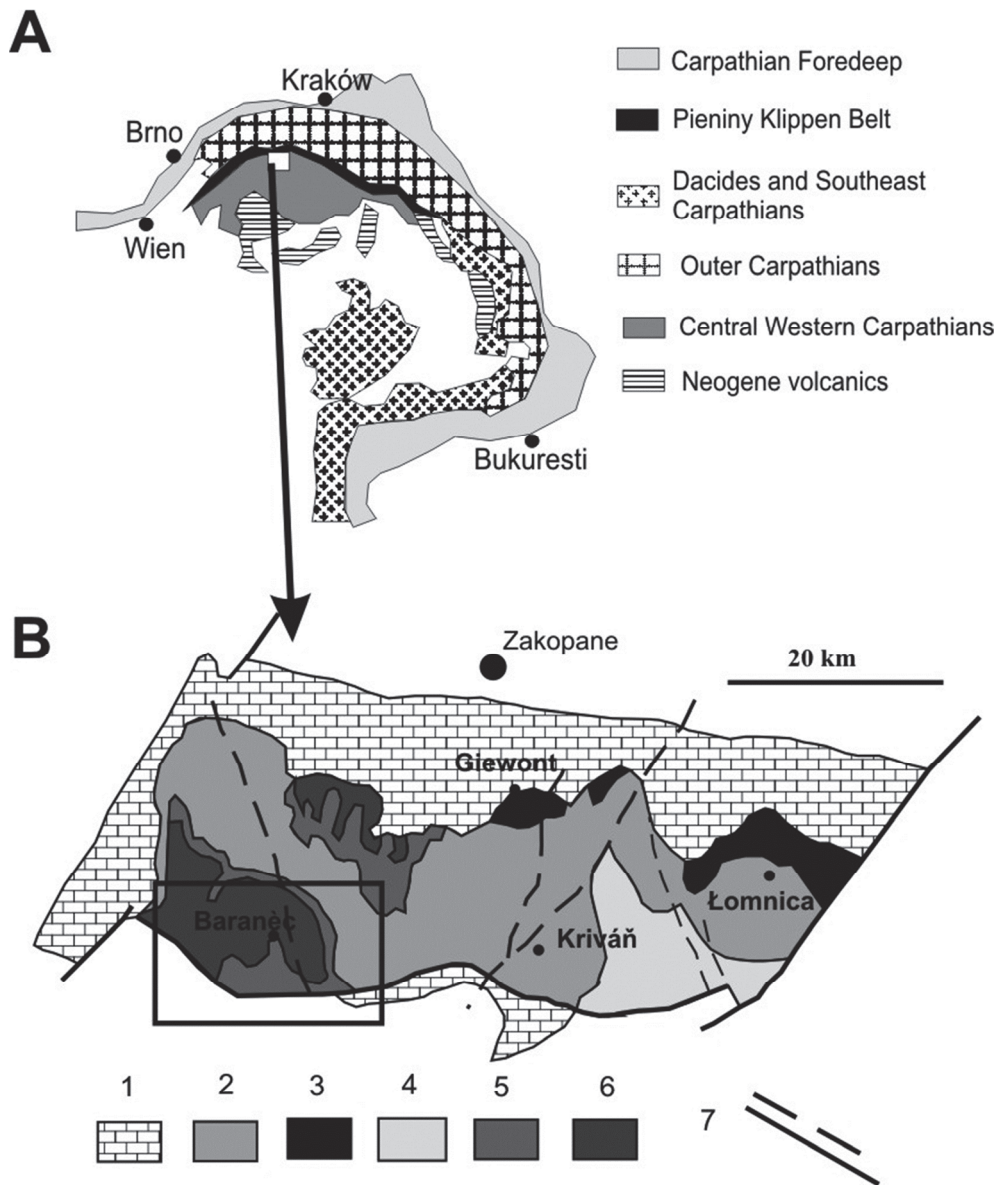 A
Kraków
Brno
Wien
Bukuresti
Carpathian Foredeep
Pieniny Klippen Belt
Dacides and Southeast
Carpathians
Outer Carpathians
Central Western Carpathians
Neogene volcanics
B
Zakopane
20 km
Giewont
Łomnica
Baranèc
Kriváň
1 2 3 4 5 6
7